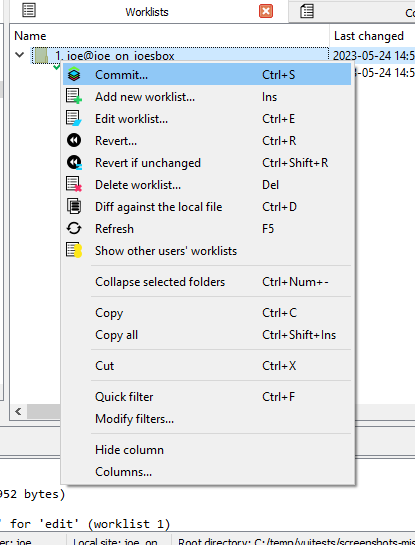 Worklists
Co
Name
Last changed
1. joe@joe_on_joesbox
2023-05-24 14:5
Commit... Ctrl+S
3-05-24 14:5
Add new worklist... Ins
Edit worklist... Ctrl+E
Revert... Ctrl+R
Revert if unchanged Ctrl+Shift+R
Delete worklist... Del
Diff against the local file Ctrl+D
Refresh F5
Show other users' worklists
Collapse selected folders Ctrl+Num+-
Copy Ctrl+C
Copy all Ctrl+Shift+Ins
Cut Ctrl+X
Quick filter Ctrl+F
Modify filters...
Hide column
Columns...
952 bytes)
' for 'edit' (worklist 1)
er: joe
Local site: joe_on
Root directory: C:/temp/vuitests/screenshots-mis